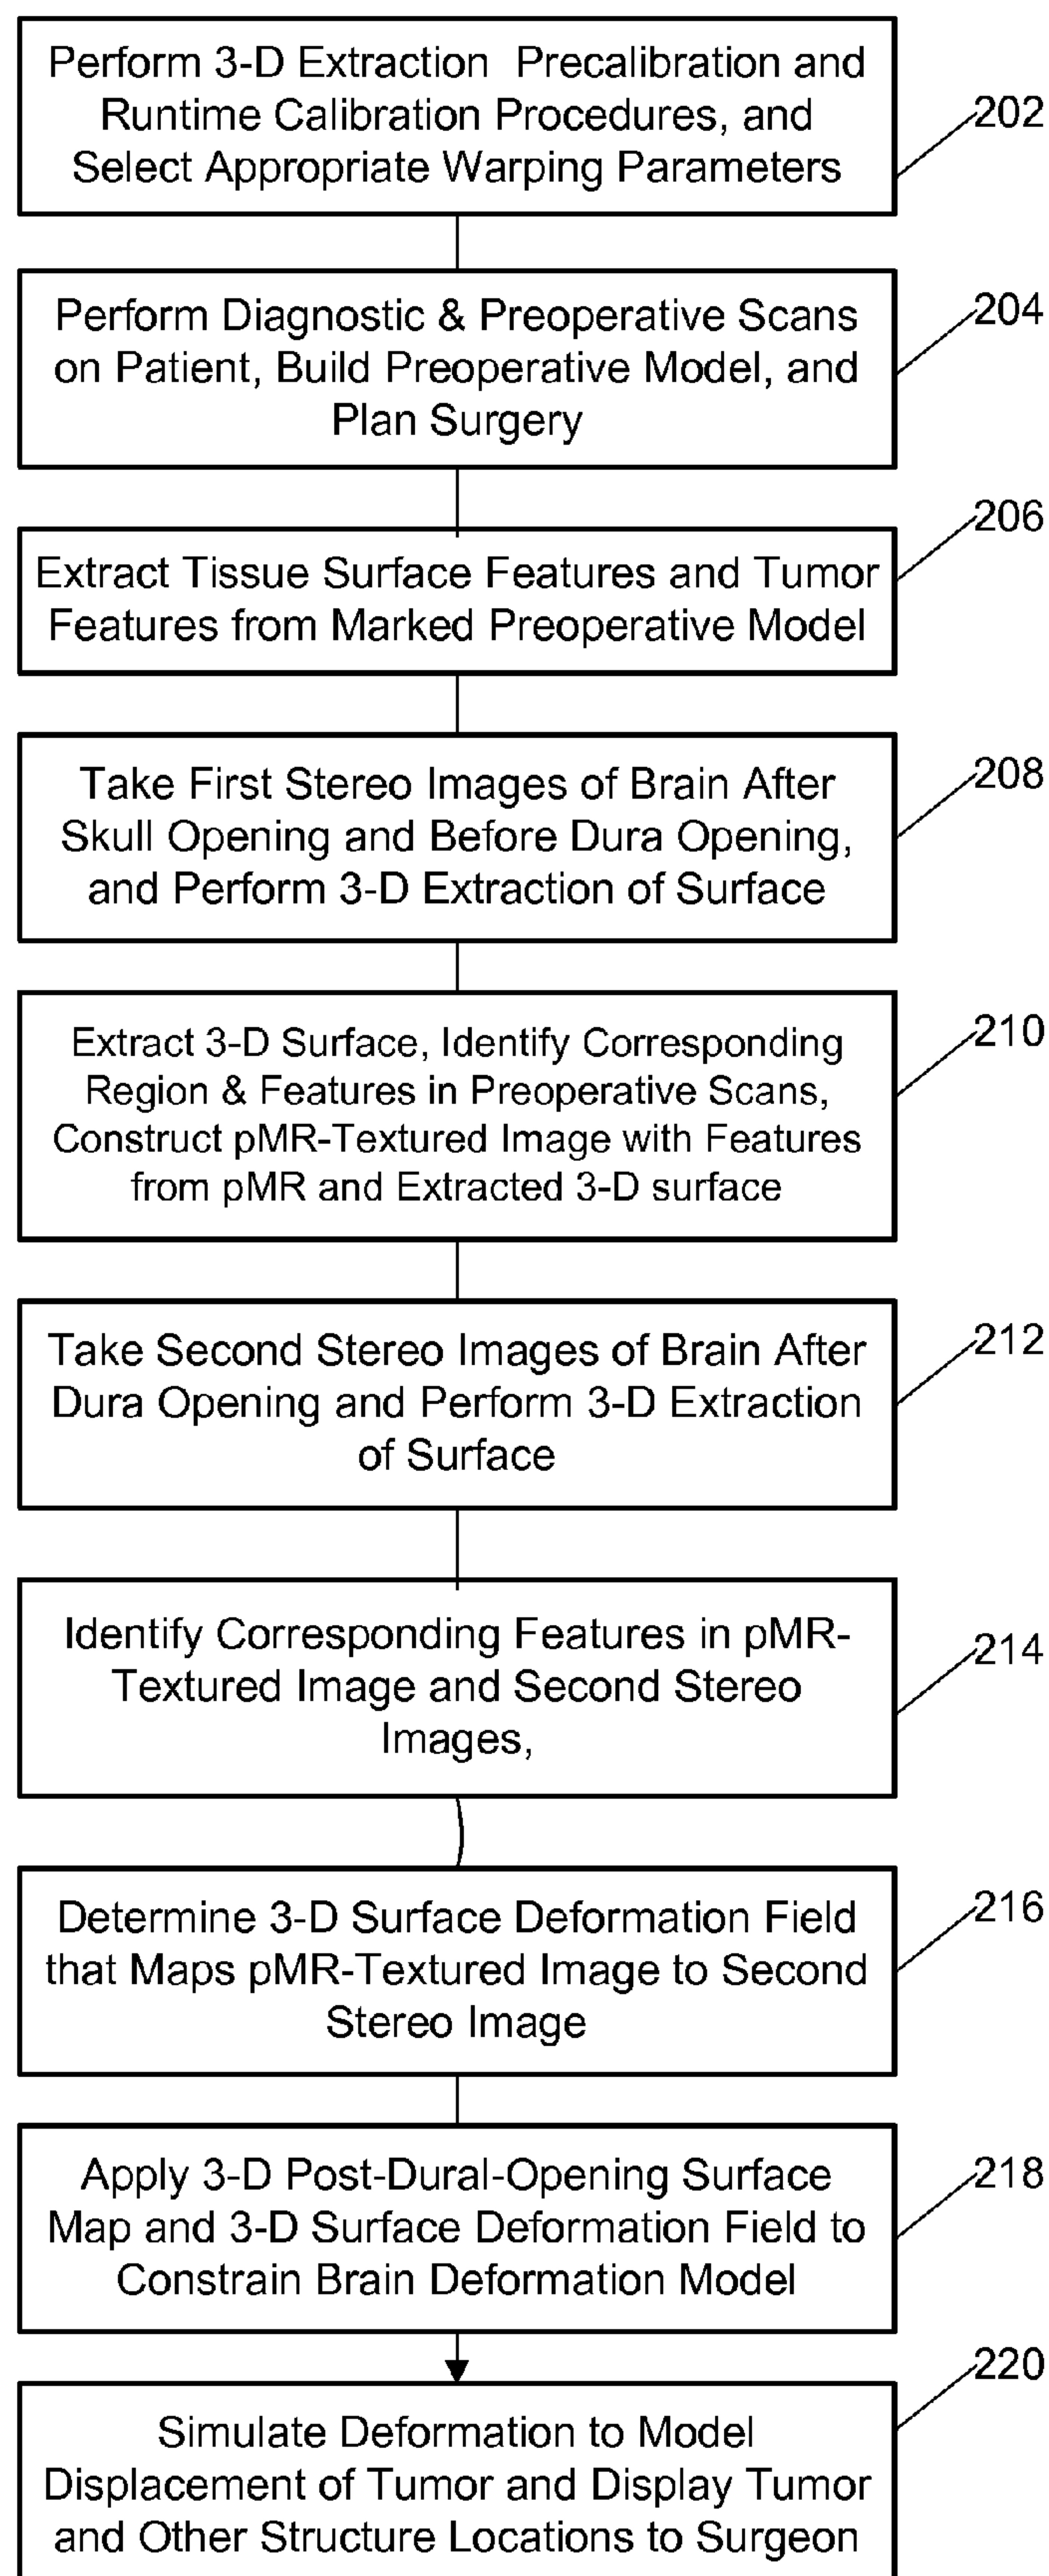 Perform 3-D Extraction Precalibration and
Runtime Calibration Procedures, and
Select Appropriate Warping Parameters
202
Perform Diagnostic & Preoperative Scans
on Patient, Build Preoperative Model, and
Plan Surgery
204
Extract Tissue Surface Features and Tumor
Features from Marked Preoperative Model
206
Take First Stereo Images of Brain After
Skull Opening and Before Dura Opening,
and Perform 3-D Extraction of Surface
208
Extract 3-D Surface, Identify Corresponding
Region & Features in Preoperative Scans,
Construct pMR-Textured Image with Features
from pMR and Extracted 3-D surface
210
Take Second Stereo Images of Brain After
Dura Opening and Perform 3-D Extraction
of Surface
212
Identify Corresponding Features in pMR-
Textured Image and Second Stereo
Images,
214
Determine 3-D Surface Deformation Field
that Maps pMR-Textured Image to Second
Stereo Image
216
Apply 3-D Post-Dural-Opening Surface
Map and 3-D Surface Deformation Field to
Constrain Brain Deformation Model
218
Simulate Deformation to Model
Displacement of Tumor and Display Tumor
and Other Structure Locations to Surgeon
220